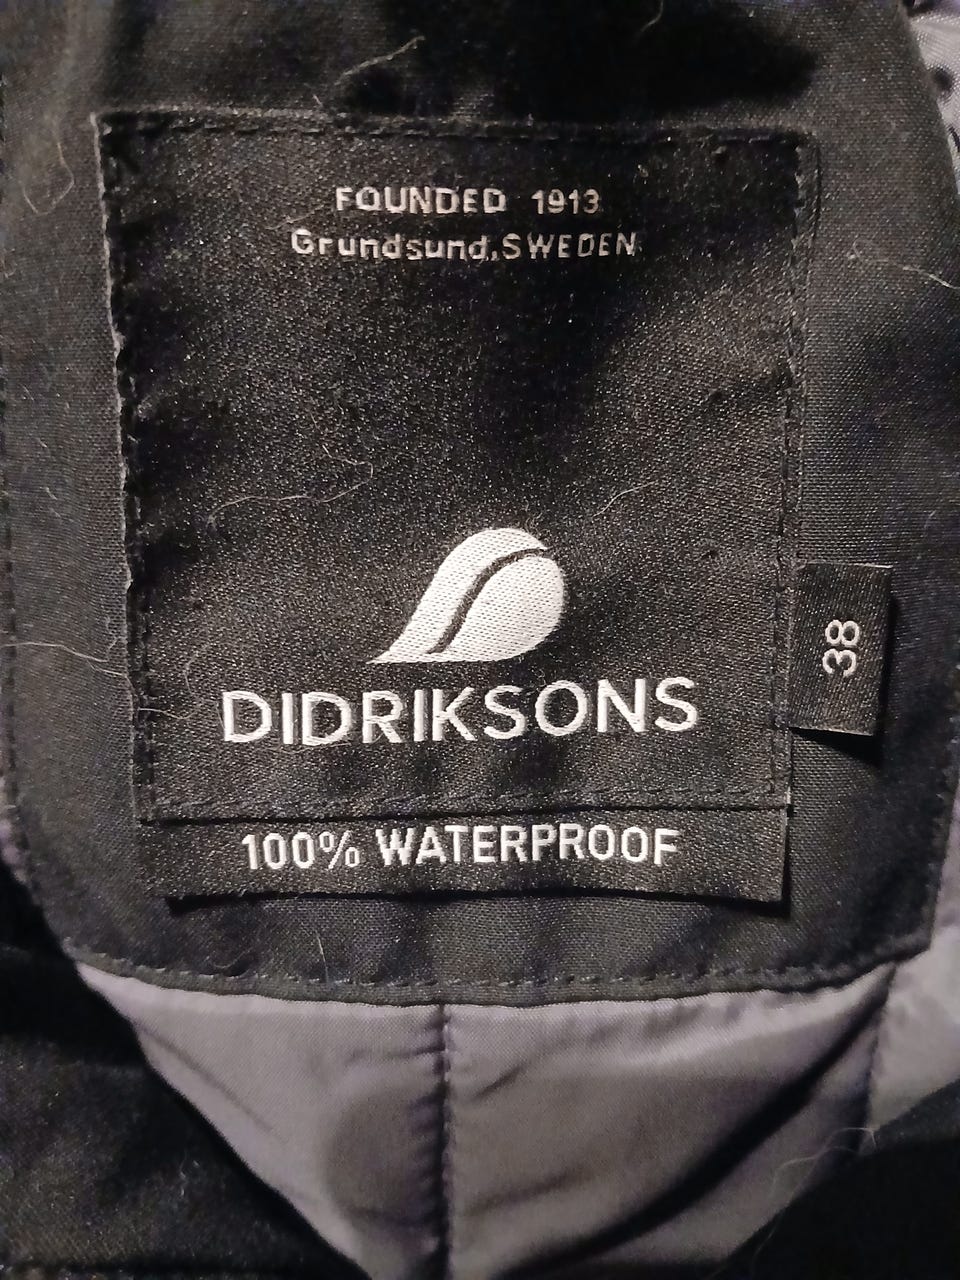 FOUNDED 1913
Grundsund,SWEDEN
DIDRIKSONS
38
100% WATERPROOF